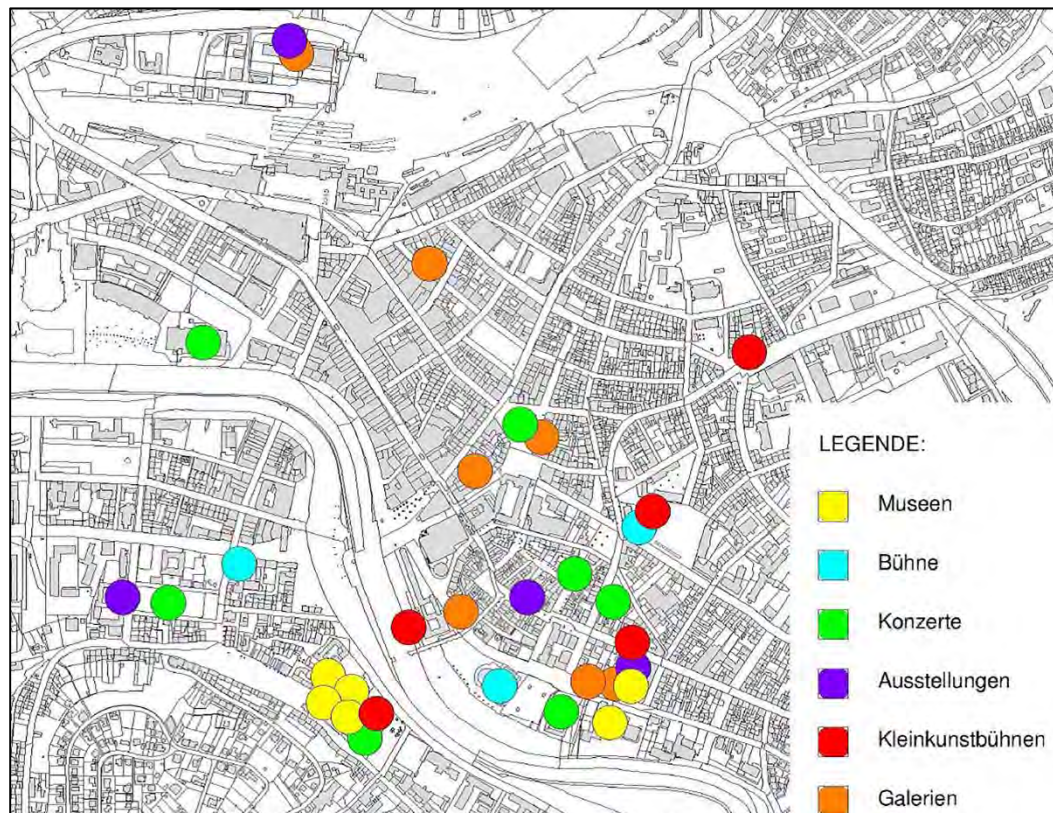 LEGENDE:
Museen
Bühne
Konzerte
Ausstellungen
Kleinkunstbühnen
Galerien